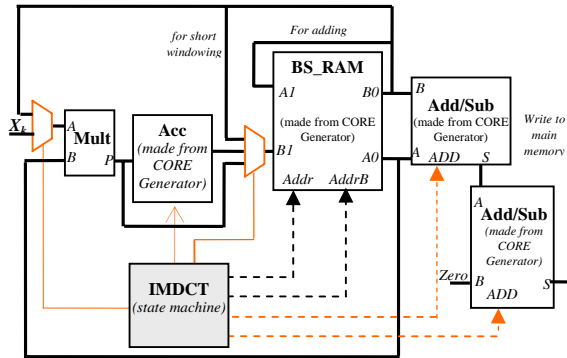 for short
windowing
For adding
BS_RAM
A1
B0
(made from CORE
Generator)
B1
A0
Addr
AddrB
X_k
A
Mult
B
P
Acc
(made from
CORE
Generator)
B
Add/Sub
(made from CORE
Generator)
A
ADD
S
Write to
main
memory
A
Add/Sub
(made from
CORE
Generator)
Zero
B
S
ADD
IMDCT
(state machine)